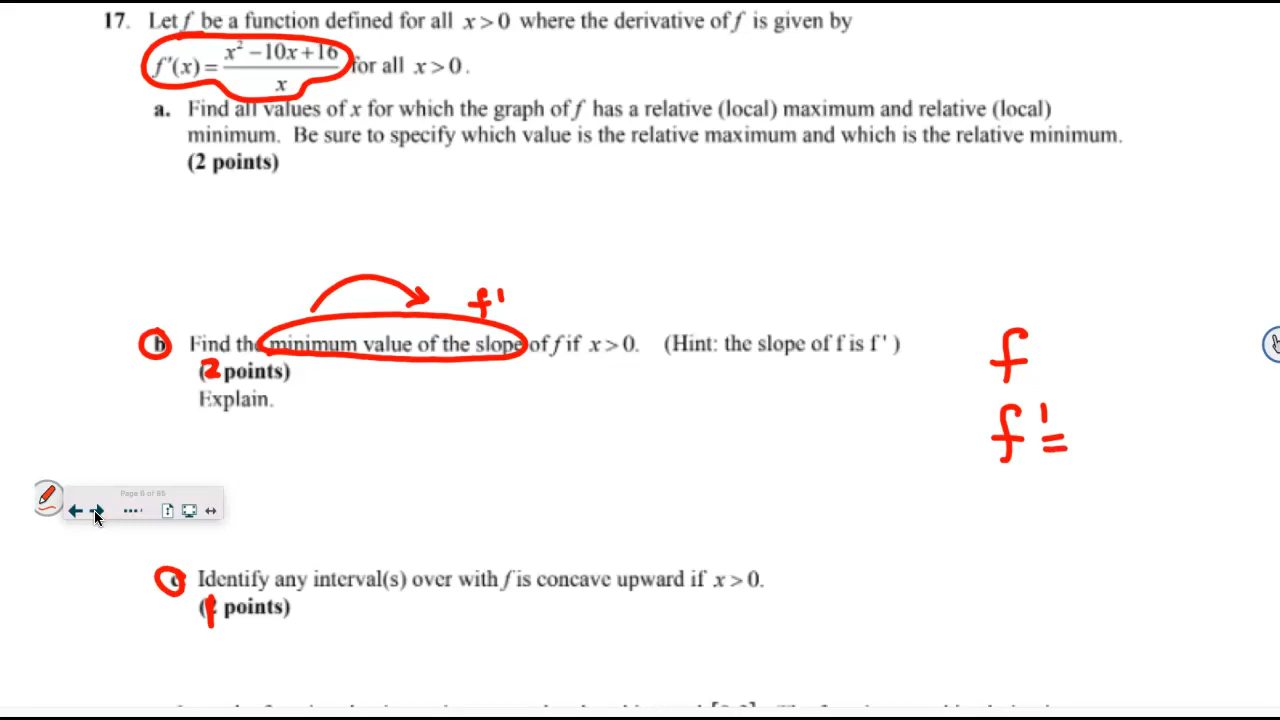 17. Let f be a function defined for all x > 0 where the derivative of f is given by
f'(x) = (x² − 10x + 16)/x for all x > 0.
a. Find all values of x for which the graph of f has a relative (local) maximum and relative (local)
minimum. Be sure to specify which value is the relative maximum and which is the relative minimum.
(2 points)
f'
b Find the minimum value of the slope of f if x > 0. (Hint: the slope of f is f' )
(2 points)
Explain.
f
f' =
Page 6 of 85
c Identify any interval(s) over with f is concave upward if x > 0.
(1 points)